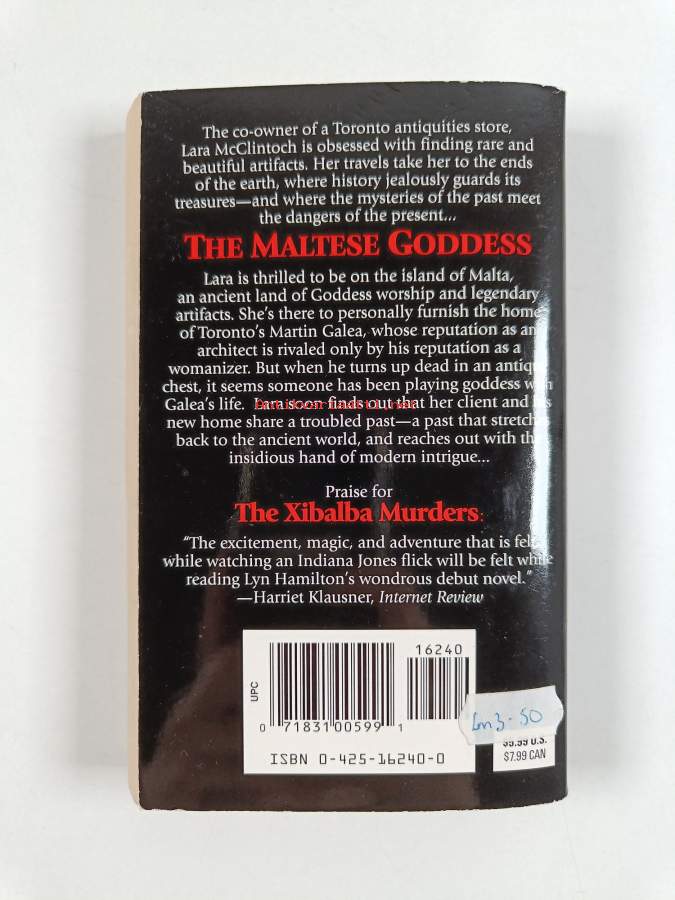 The co-owner of a Toronto antiquities store,
Lara McClintoch is obsessed with finding rare and
beautiful artifacts. Her travels take her to the ends
of the earth, where history jealously guards its
treasures—and where the mysteries of the past meet
the dangers of the present...
THE MALTESE GODDESS
Lara is thrilled to be on the island of Malta,
an ancient land of Goddess worship and legendary
artifacts. She's there to personally furnish the home
of Toronto's Martin Galea, whose reputation as an
architect is rivaled only by his reputation as a
womanizer. But when he turns up dead in an antique
chest, it seems someone has been playing goddess with
Galea's life. Lara soon finds out that her client and his
new home share a troubled past—a past that stretches
back to the ancient world, and reaches out with the
insidious hand of modern intrigue...
Praise for
The Xibalba Murders:
"The excitement, magic, and adventure that is felt
while watching an Indiana Jones flick will be felt while
reading Lyn Hamilton's wondrous debut novel."
—Harriet Klausner, Internet Review
16240
UPC
0 71831 00599 1
ISBN 0-425-16240-0
3-50
$5.99 U.S.
$7.99 CAN